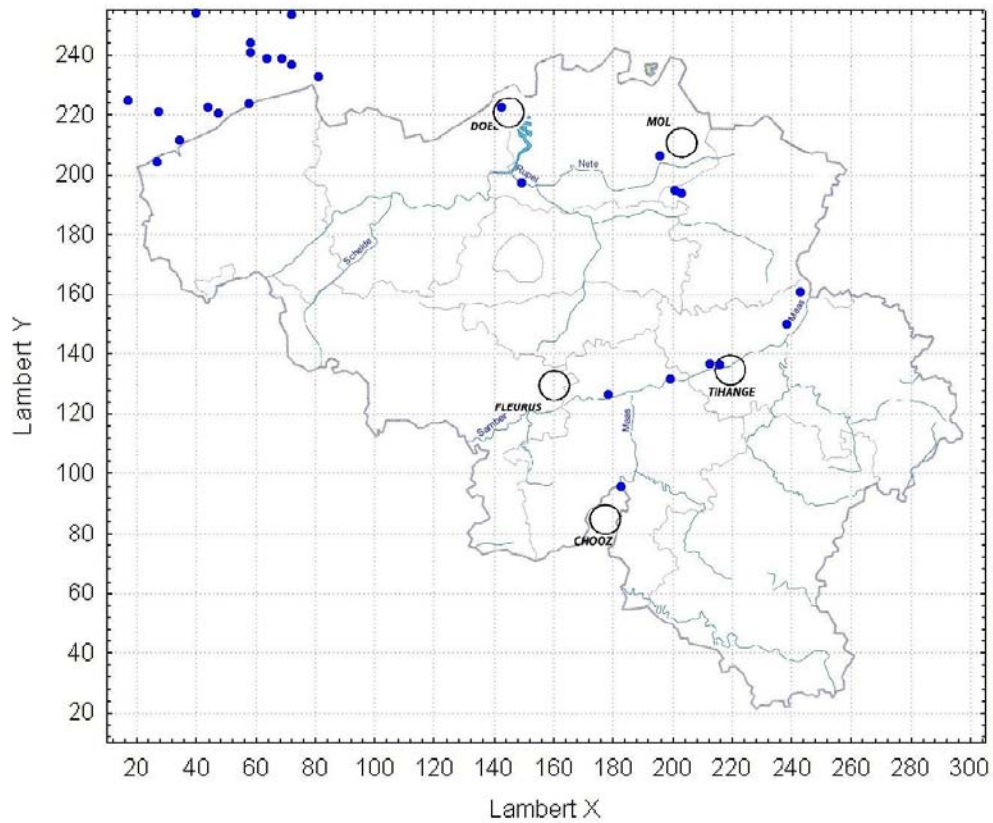 240
220
200
180
160
140
120
100
80
60
40
20
Lambert Y
DOEL
MOL
Rupel
Nete
Schelde
Maas
TIHANGE
FLEURUS
Samber
Maas
CHOOZ
20 40 60 80 100 120 140 160 180 200 220 240 260 280 300
Lambert X